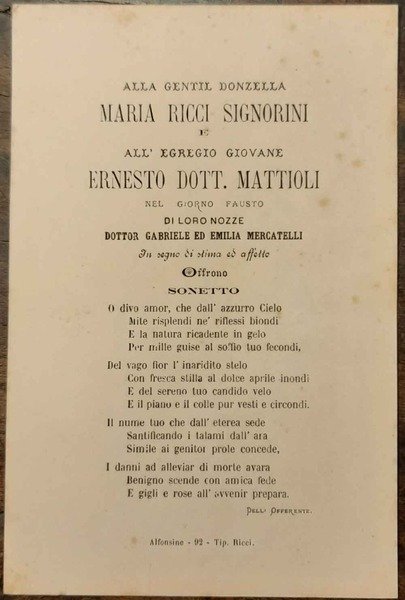 ALLA GENTIL DONZELLA
MARIA RICCI SIGNORINI
E
ALL' EGREGIO GIOVANE
ERNESTO DOTT. MATTIOLI
NEL GIORNO FAUSTO
DI LORO NOZZE
DOTTOR GABRIELE ED EMILIA MERCATELLI
In segno di stima ed affetto
Offrono
SONETTO
O divo amor, che dall' azzurro Cielo
Mite risplendi ne' riflessi biondi
E la natura ricadente in gelo
Per mille guise al soffio tuo fecondi,
Del vago fior l' inaridito stelo
Con fresca stilla al dolce aprile inondi
E del sereno tuo candido velo
E il piano e il colle pur vesti e circondi.
Il nume tuo che dall' eterea sede
Santificando i talami dall' ara
Simile ai genitor prole concede,
I danni ad alleviar di morte avara
Benigno scende con amica fede
E gigli e rose all' avvenir prepara.
DELL' OFFERENTE.
Alfonsine - 92 - Tip. Ricci.